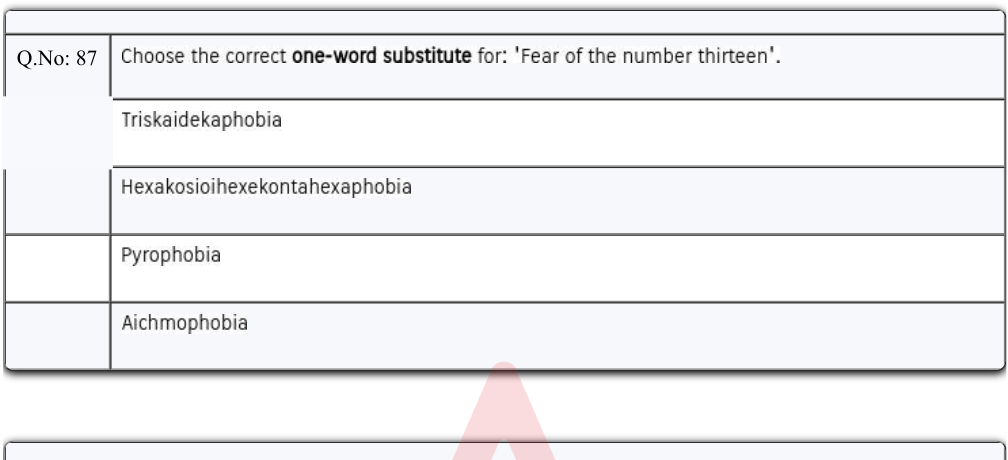 Q.No: 87 Choose the correct one-word substitute for: 'Fear of the number thirteen'.
Triskaidekaphobia
Hexakosioihexekontahexaphobia
Pyrophobia
Aichmophobia